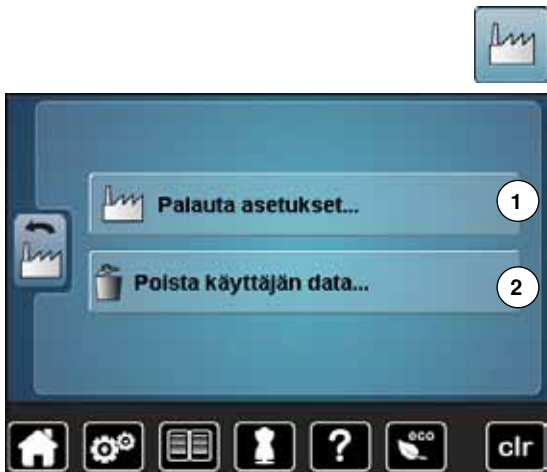 Palauta asetukset...
1
Poista käyttäjän data...
2
?
eco
clr